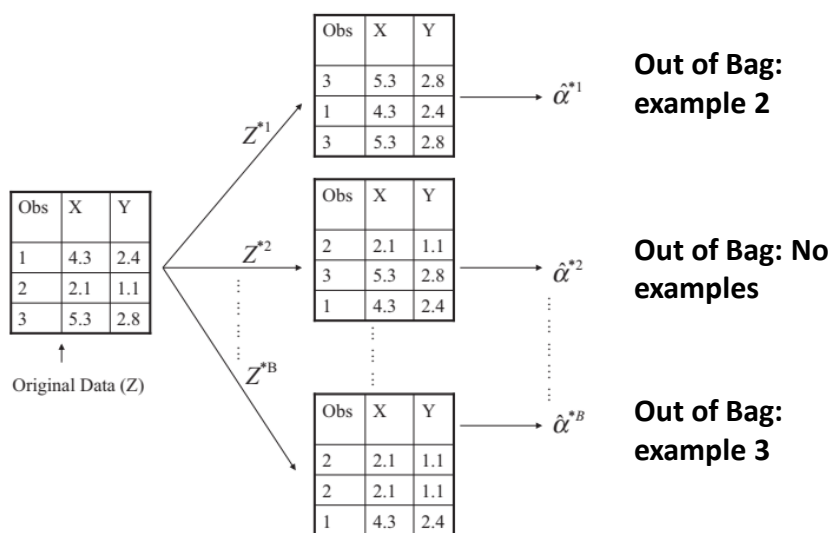 Obs X Y
3 5.3 2.8
1 4.3 2.4
3 5.3 2.8
Z*1
α̂*1
Out of Bag:
example 2
Obs X Y
1 4.3 2.4
2 2.1 1.1
3 5.3 2.8
Original Data (Z)
Z*2
Obs X Y
2 2.1 1.1
3 5.3 2.8
1 4.3 2.4
α̂*2
Out of Bag: No
examples
Z*B
Obs X Y
2 2.1 1.1
2 2.1 1.1
1 4.3 2.4
α̂*B
Out of Bag:
example 3